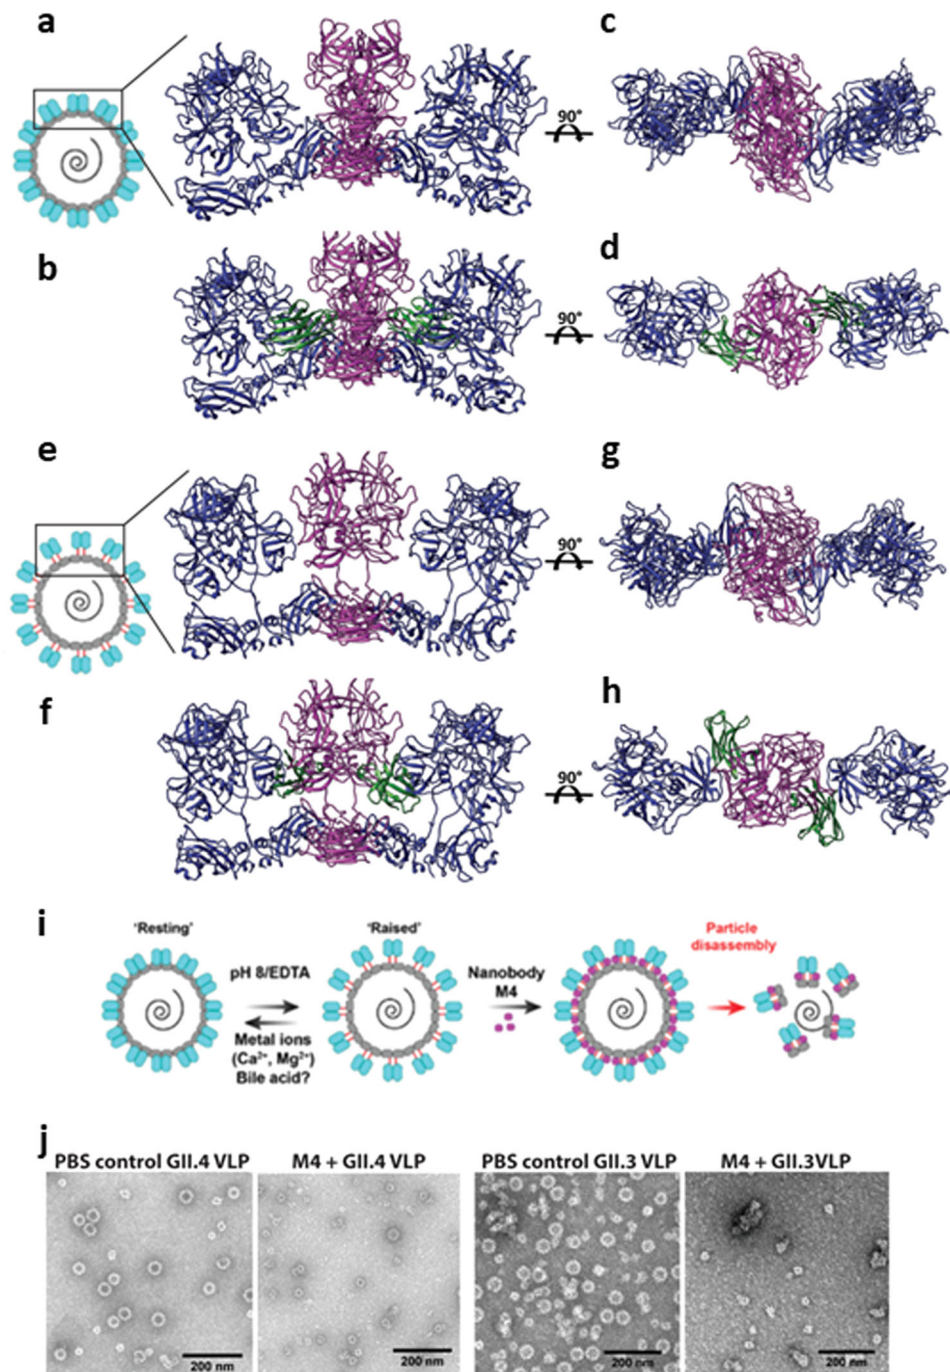 a
c
90°
b
d
90°
e
g
90°
f
h
90°
i
"Resting"
"Raised"
Particle
disassembly
pH 8/EDTA
Nanobody
M4
Metal ions
(Ca²⁺, Mg²⁺)
Bile acid?
j
PBS control GII.4 VLP
M4 + GII.4 VLP
PBS control GII.3 VLP
M4 + GII.3VLP
200 nm
200 nm
200 nm
200 nm